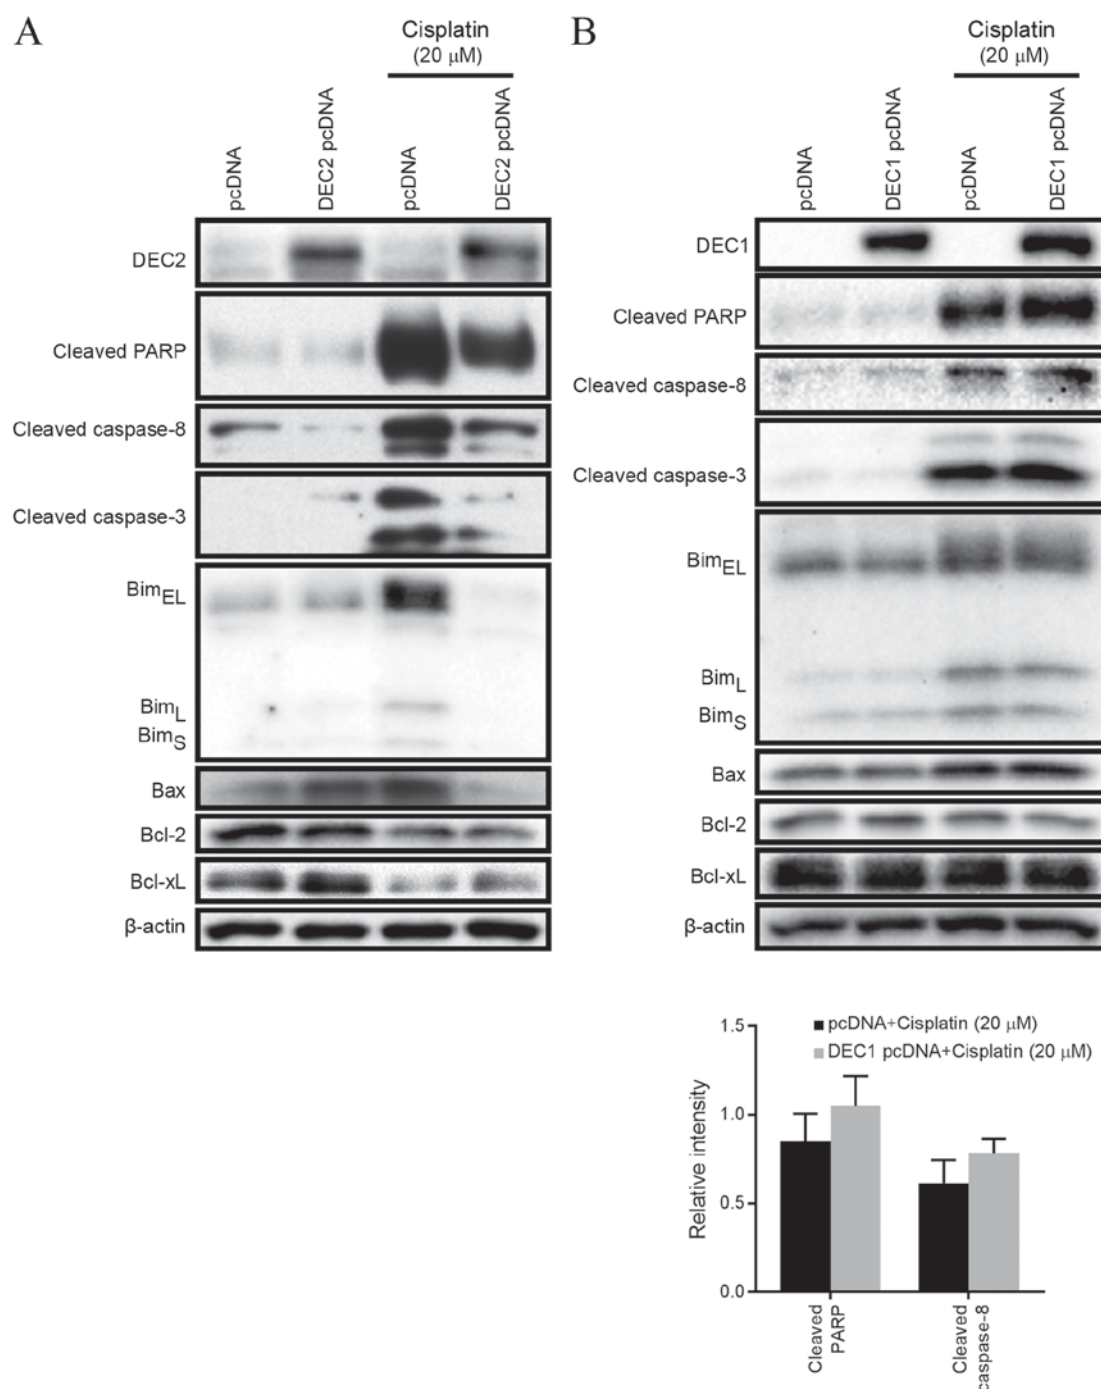 A
Cisplatin
(20 μM)
pcDNA
DEC2 pcDNA
pcDNA
DEC2 pcDNA
DEC2
Cleaved PARP
Cleaved caspase-8
Cleaved caspase-3
BimEL
BimL
BimS
Bax
Bcl-2
Bcl-xL
β-actin
B
Cisplatin
(20 μM)
pcDNA
DEC1 pcDNA
pcDNA
DEC1 pcDNA
DEC1
Cleaved PARP
Cleaved caspase-8
Cleaved caspase-3
BimEL
BimL
BimS
Bax
Bcl-2
Bcl-xL
β-actin
pcDNA+Cisplatin (20 μM)
DEC1 pcDNA+Cisplatin (20 μM)
Relative intensity
1.5
1.0
0.5
0.0
Cleaved
PARP
Cleaved
caspase-8